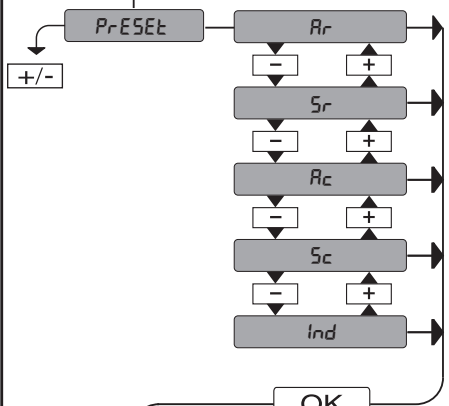 PrESEt
Ar
+/-
- +
Sr
- +
Ac
- +
Sc
- +
Ind
OK